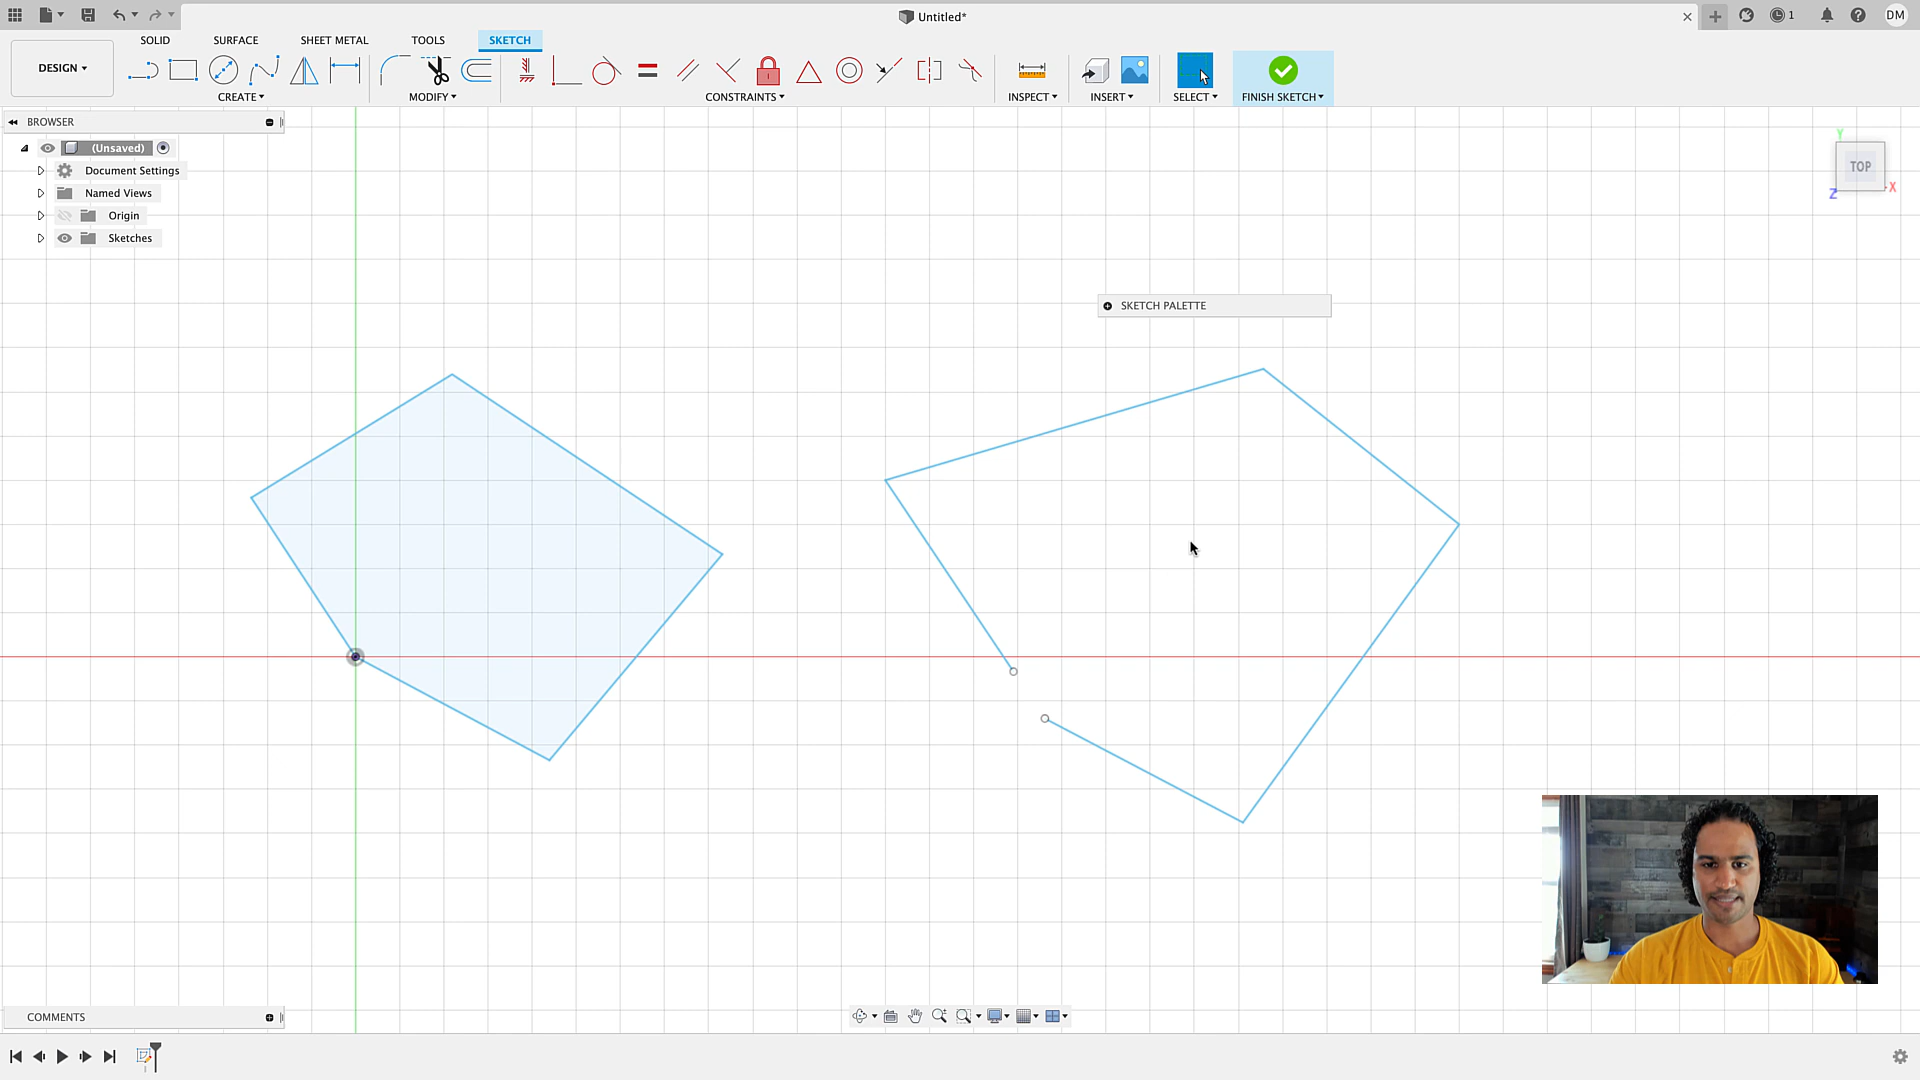 Untitled*
1
DM
SOLID
SURFACE
SHEET METAL
TOOLS
SKETCH
DESIGN
CREATE
MODIFY
CONSTRAINTS
INSPECT
INSERT
SELECT
FINISH SKETCH
BROWSER
(Unsaved)
Document Settings
Named Views
Origin
Sketches
Y
TOP
X
Z
SKETCH PALETTE
COMMENTS